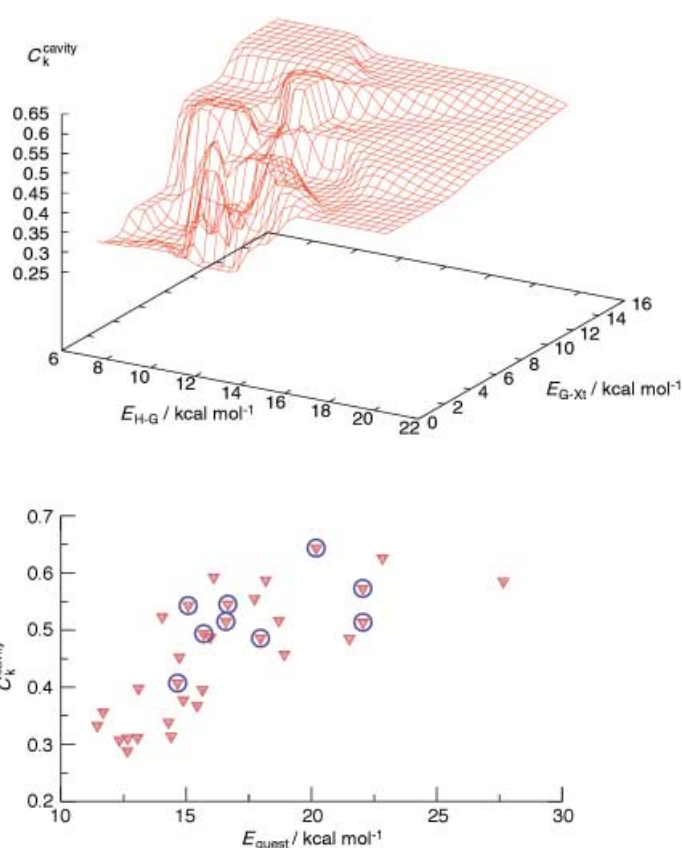 C_k^cavity
0.65
0.6
0.55
0.5
0.45
0.4
0.35
0.3
0.25
6 8 10 12 14 16 18 20 22
0 2 4 6 8 10 12 14 16
E_H-G / kcal mol⁻¹
E_G-Xt / kcal mol⁻¹
0.7
0.6
0.5
0.4
0.3
0.2
10 15 20 25 30
E_guest / kcal mol⁻¹